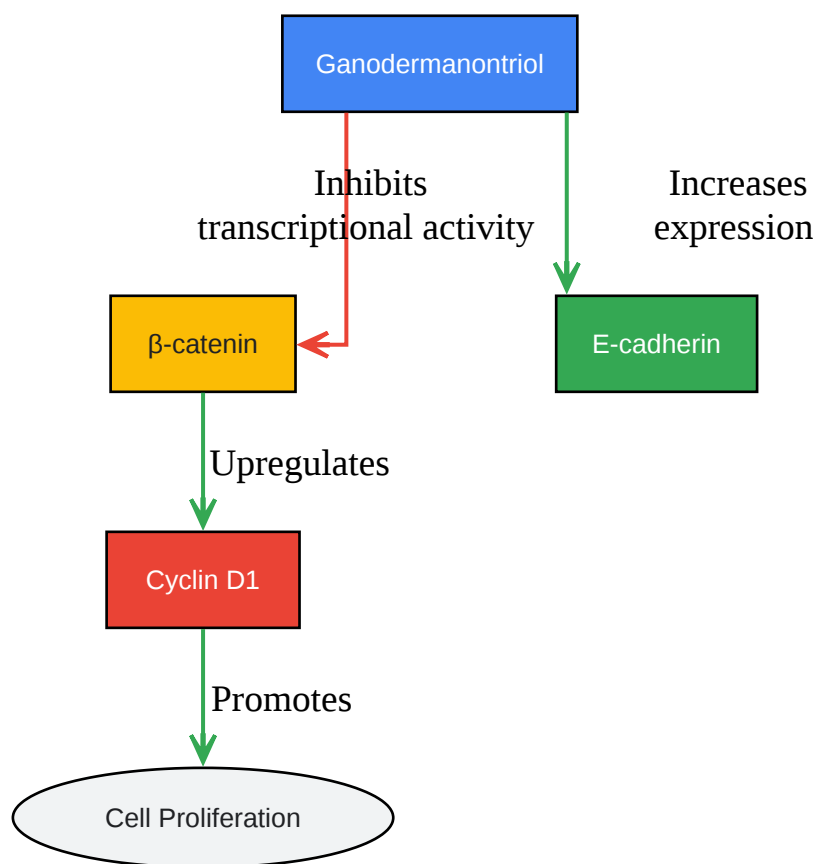 Ganodermanontriol
Inhibits
transcriptional activity
Increases
expression
β-catenin
E-cadherin
Upregulates
Cyclin D1
Promotes
Cell Proliferation